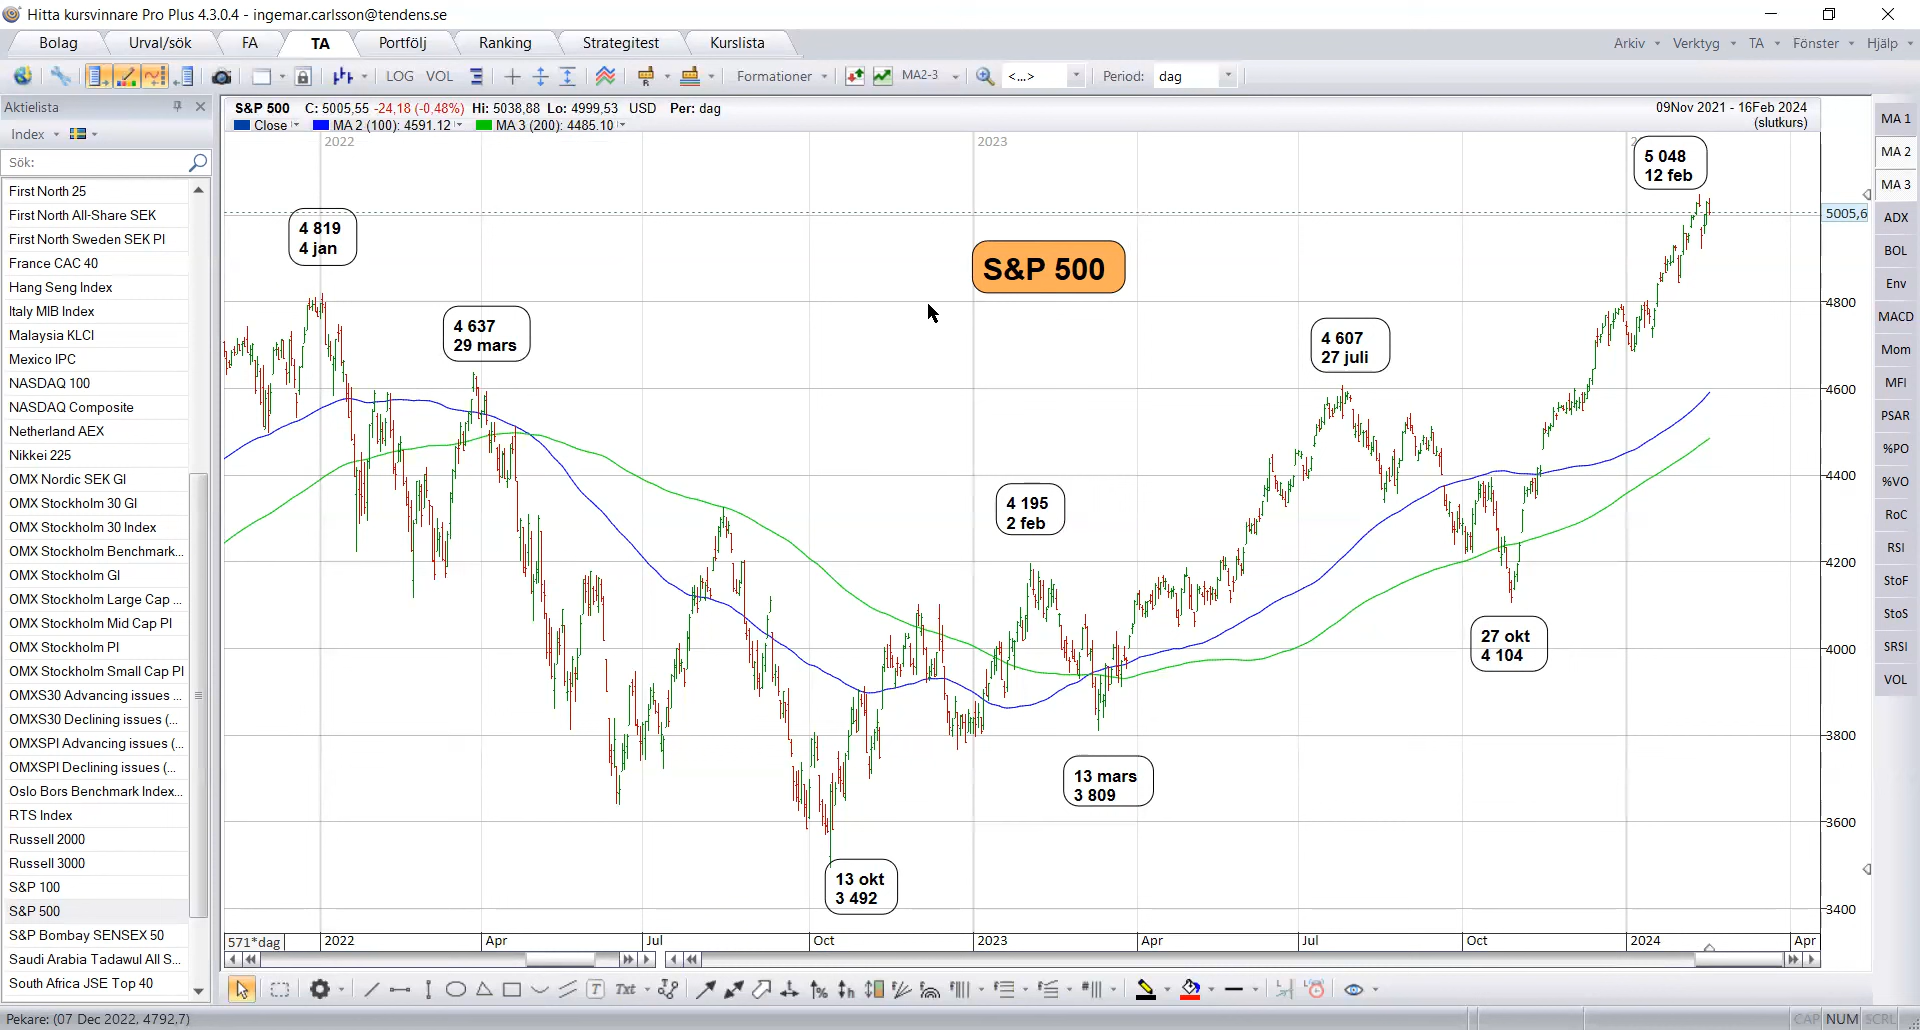 Hitta kursvinnare Pro Plus 4.3.0.4 - ingemar.carlsson@tendens.se
Bolag
Urval/sök
FA
TA
Portfölj
Ranking
Strategitest
Kurslista
Arkiv
Verktyg
TA
Fönster
Hjälp
LOG
VOL
Formationer
MA2-3
<...>
Period:
dag
Aktielista
Index
Sök:
First North 25
First North All-Share SEK
First North Sweden SEK PI
France CAC 40
Hang Seng Index
Italy MIB Index
Malaysia KLCI
Mexico IPC
NASDAQ 100
NASDAQ Composite
Netherland AEX
Nikkei 225
OMX Nordic SEK GI
OMX Stockholm 30 GI
OMX Stockholm 30 Index
OMX Stockholm Benchmark...
OMX Stockholm GI
OMX Stockholm Large Cap ...
OMX Stockholm Mid Cap PI
OMX Stockholm PI
OMX Stockholm Small Cap PI
OMXS30 Advancing issues ...
OMXS30 Declining issues (...
OMXSPI Advancing issues (...
OMXSPI Declining issues (...
Oslo Bors Benchmark Index...
RTS Index
Russell 2000
Russell 3000
S&P 100
S&P 500
S&P Bombay SENSEX 50
Saudi Arabia Tadawul All S...
South Africa JSE Top 40
S&P 500 C: 5005,55 -24,18 (-0,48%) Hi: 5038,88 Lo: 4999,53 USD Per: dag
Close MA 2 (100): 4591.12 MA 3 (200): 4485.10
09Nov 2021 - 16Feb 2024
(slutkurs)
2022
2023
5 048
12 feb
4 819
4 jan
S&P 500
4 637
29 mars
4 607
27 juli
4 195
2 feb
27 okt
4 104
13 mars
3 809
13 okt
3 492
5005,6
4800
4600
4400
4200
4000
3800
3600
3400
571*dag
2022
Apr
Jul
Oct
2023
Apr
Jul
Oct
2024
Apr
MA 1
MA 2
MA 3
ADX
BOL
Env
MACD
Mom
MFI
PSAR
%PO
%VO
RoC
RSI
StoF
StoS
SRSI
VOL
T
Txt
Pekare: (07 Dec 2022, 4792,7)
CAP NUM SCRL